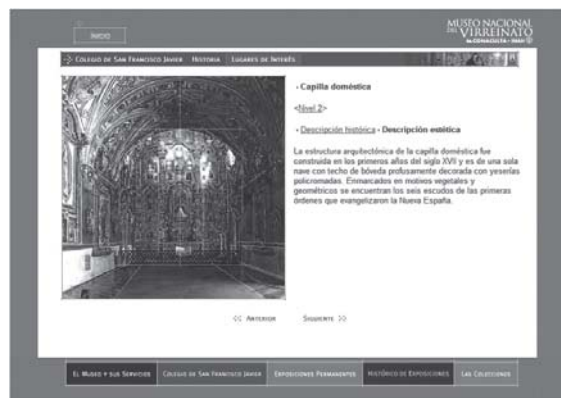 INICIO
MUSEO NACIONAL
DEL VIRREINATO
de CONACULTA - INAH
COLEGIO DE SAN FRANCISCO JAVIER HISTORIA LUGARES DE INTERÉS
- Capilla doméstica
<Nivel 2>
- Descripción histórica - Descripción estética
La estructura arquitectónica de la capilla doméstica fue
construida en los primeros años del siglo XVII y es de una sola
nave con techo de bóveda profusamente decorada con yeserías
policromadas. Enmarcados en motivos vegetales y
geométricos se encuentran los seis escudos de las primeras
órdenes que evangelizaron la Nueva España.
<< ANTERIOR SIGUIENTE >>
EL MUSEO Y SUS SERVICIOS COLEGIO DE SAN FRANCISCO JAVIER EXPOSICIONES PERMANENTES HISTÓRICO DE EXPOSICIONES LAS COLECCIONES